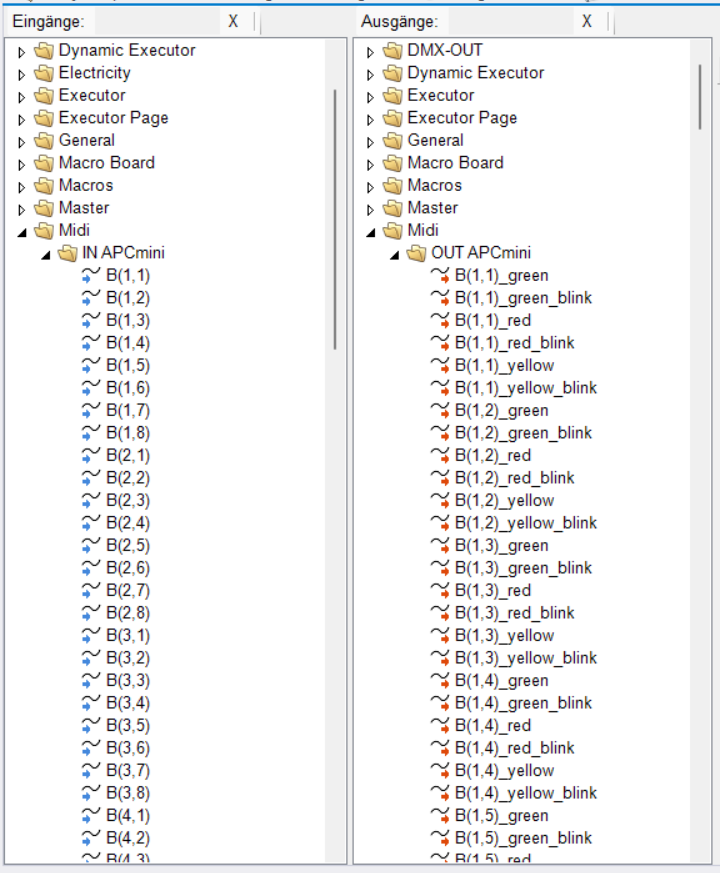 Eingänge: X
Dynamic Executor
Electricity
Executor
Executor Page
General
Macro Board
Macros
Master
Midi
IN APCmini
B(1,1)
B(1,2)
B(1,3)
B(1,4)
B(1,5)
B(1,6)
B(1,7)
B(1,8)
B(2,1)
B(2,2)
B(2,3)
B(2,4)
B(2,5)
B(2,6)
B(2,7)
B(2,8)
B(3,1)
B(3,2)
B(3,3)
B(3,4)
B(3,5)
B(3,6)
B(3,7)
B(3,8)
B(4,1)
B(4,2)
B(4,3)
Ausgänge: X
DMX-OUT
Dynamic Executor
Executor
Executor Page
General
Macro Board
Macros
Master
Midi
OUT APCmini
B(1,1)_green
B(1,1)_green_blink
B(1,1)_red
B(1,1)_red_blink
B(1,1)_yellow
B(1,1)_yellow_blink
B(1,2)_green
B(1,2)_green_blink
B(1,2)_red
B(1,2)_red_blink
B(1,2)_yellow
B(1,2)_yellow_blink
B(1,3)_green
B(1,3)_green_blink
B(1,3)_red
B(1,3)_red_blink
B(1,3)_yellow
B(1,3)_yellow_blink
B(1,4)_green
B(1,4)_green_blink
B(1,4)_red
B(1,4)_red_blink
B(1,4)_yellow
B(1,4)_yellow_blink
B(1,5)_green
B(1,5)_green_blink
B(1,5)_red